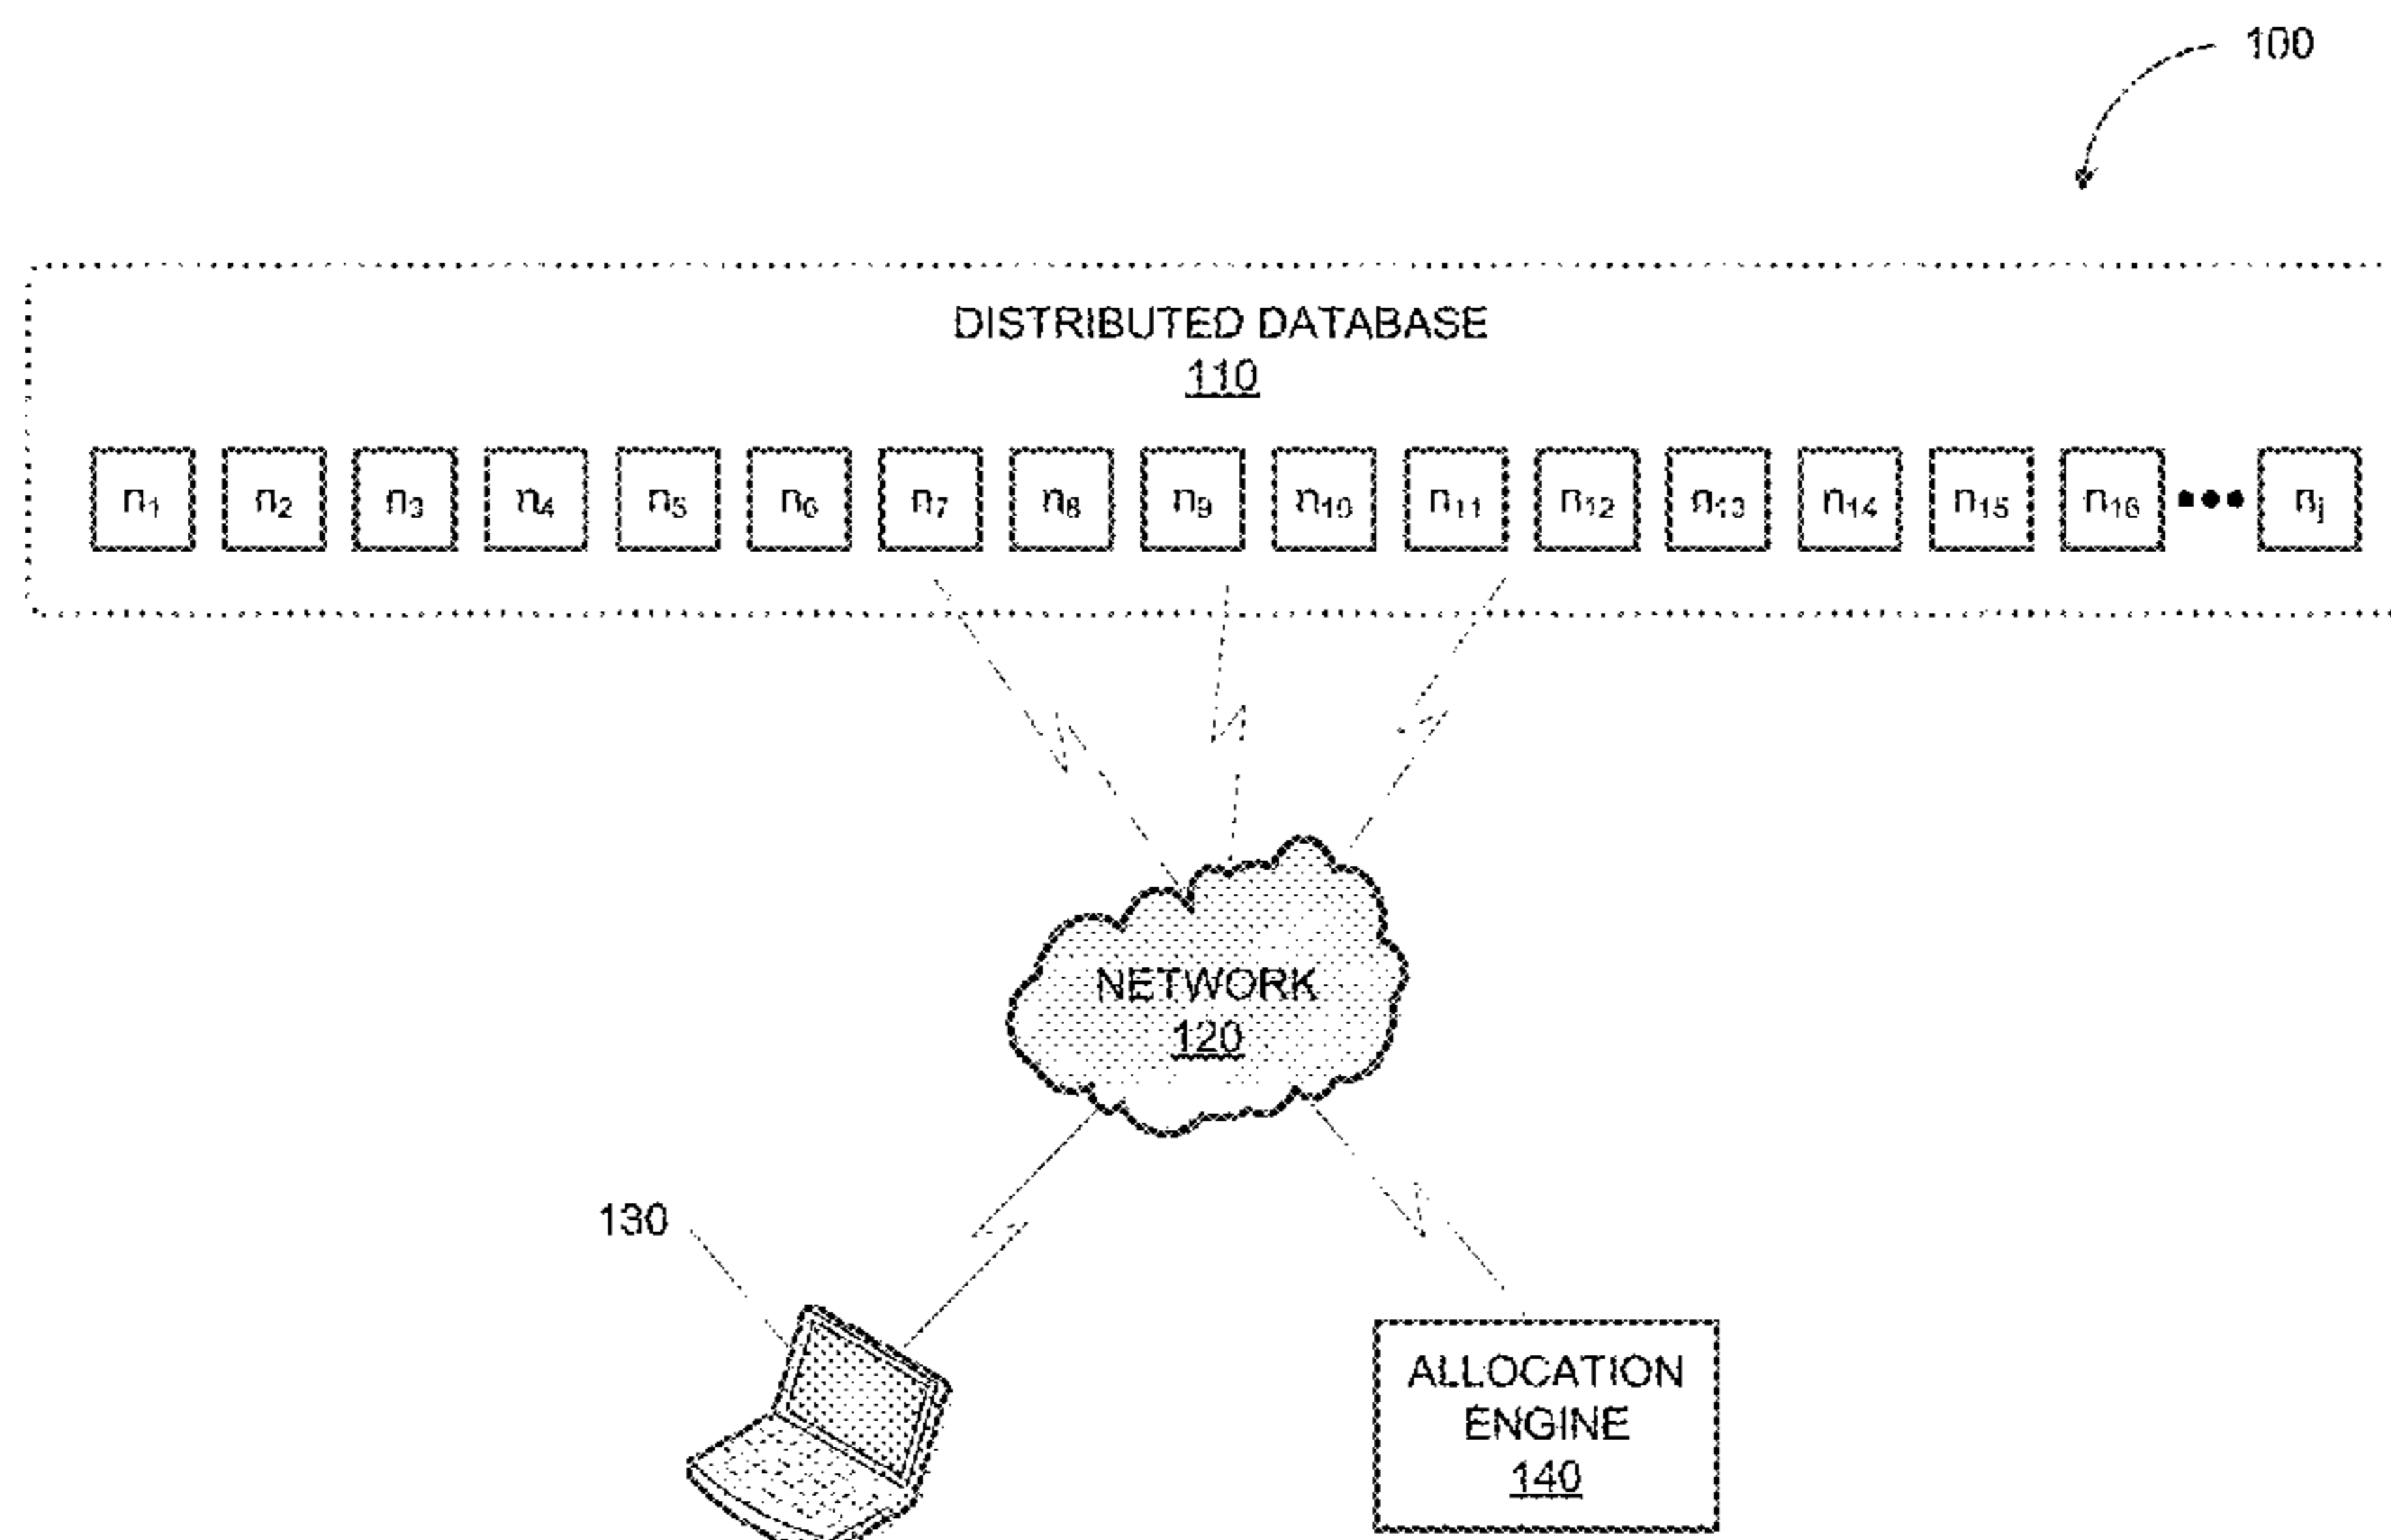 100
DISTRIBUTED DATABASE
110
n₁ n₂ n₃ n₄ n₅ n₆ n₇ n₈ n₉ n₁₀ n₁₁ n₁₂ n₁₃ n₁₄ n₁₅ n₁₆ ●●● nⱼ
NETWORK
120
130
ALLOCATION
ENGINE
140